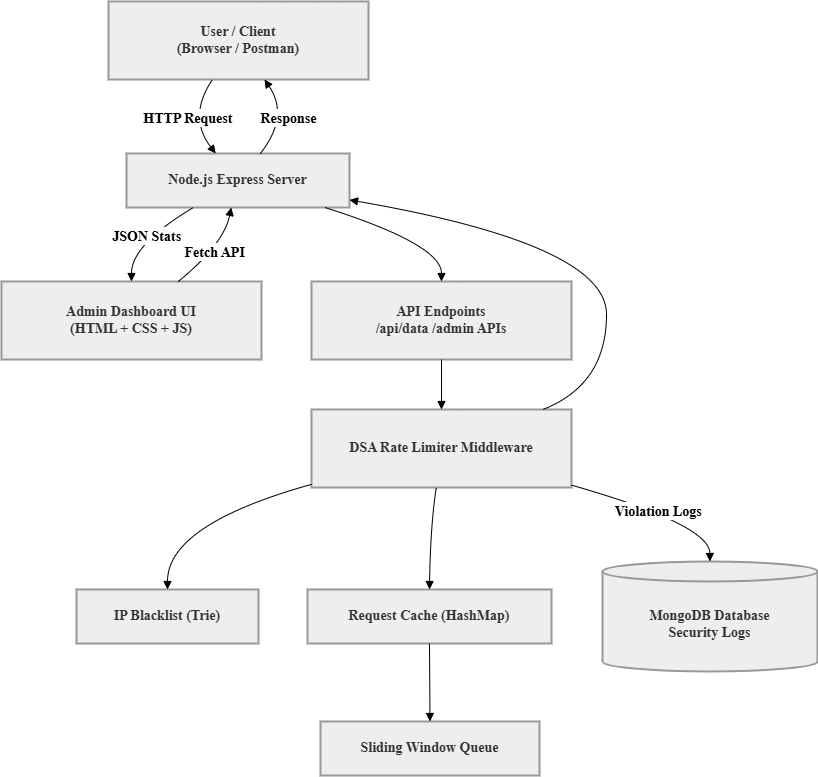 User / Client
(Browser / Postman)
HTTP Request
Response
Node.js Express Server
JSON Stats
Fetch API
Admin Dashboard UI
(HTML + CSS + JS)
API Endpoints
/api/data /admin APIs
DSA Rate Limiter Middleware
Violation Logs
IP Blacklist (Trie)
Request Cache (HashMap)
MongoDB Database
Security Logs
Sliding Window Queue